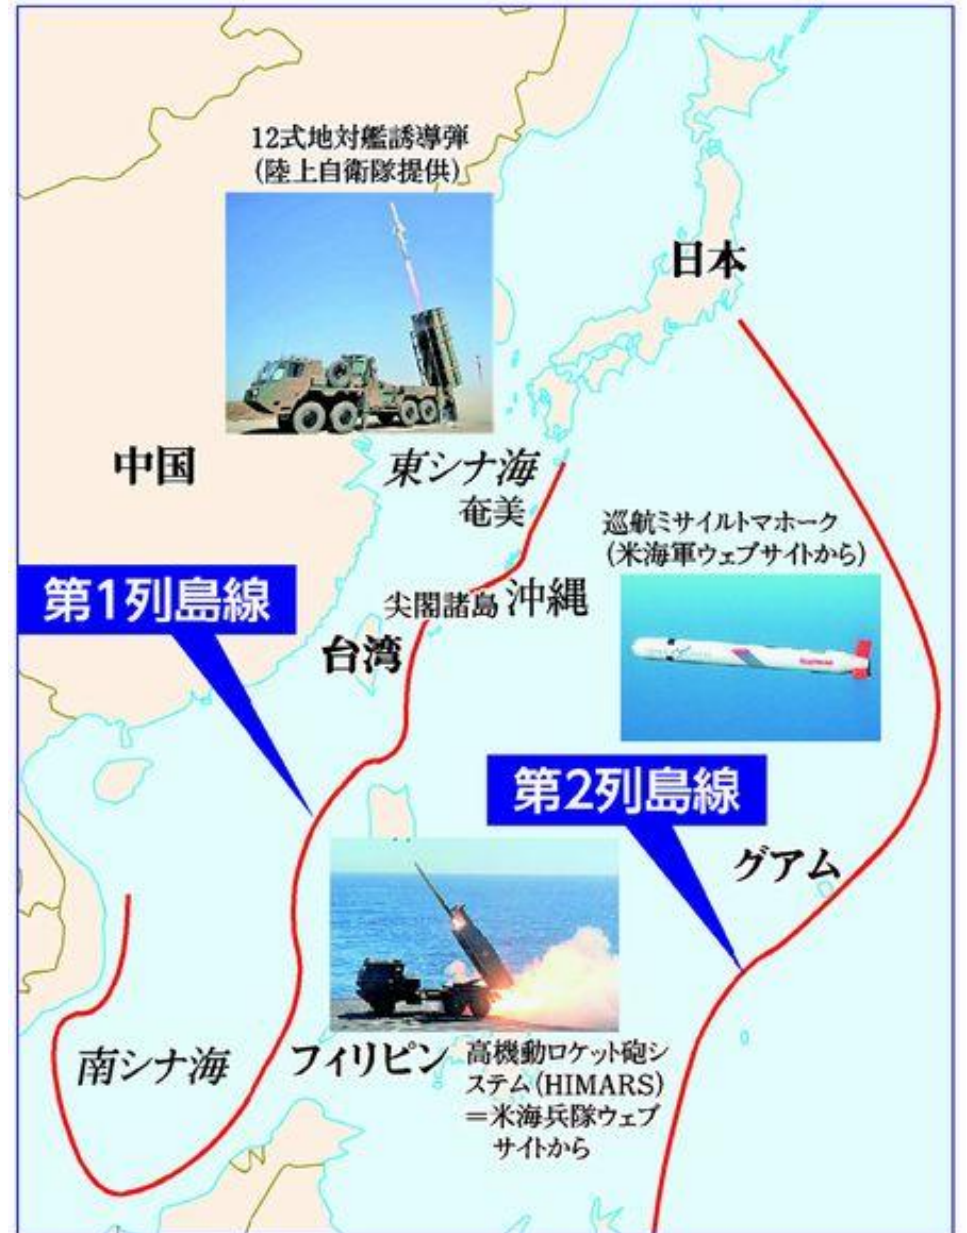 12式地対艦誘導弾
(陸上自衛隊提供)
日本
中国
東シナ海
奄美
巡航ミサイルトマホーク
(米海軍ウェブサイトから)
第1列島線
尖閣諸島
沖縄
台湾
第2列島線
グアム
南シナ海
フィリピン
高機動ロケット砲シ
ステム(HIMARS)
=米海兵隊ウェブ
サイトから